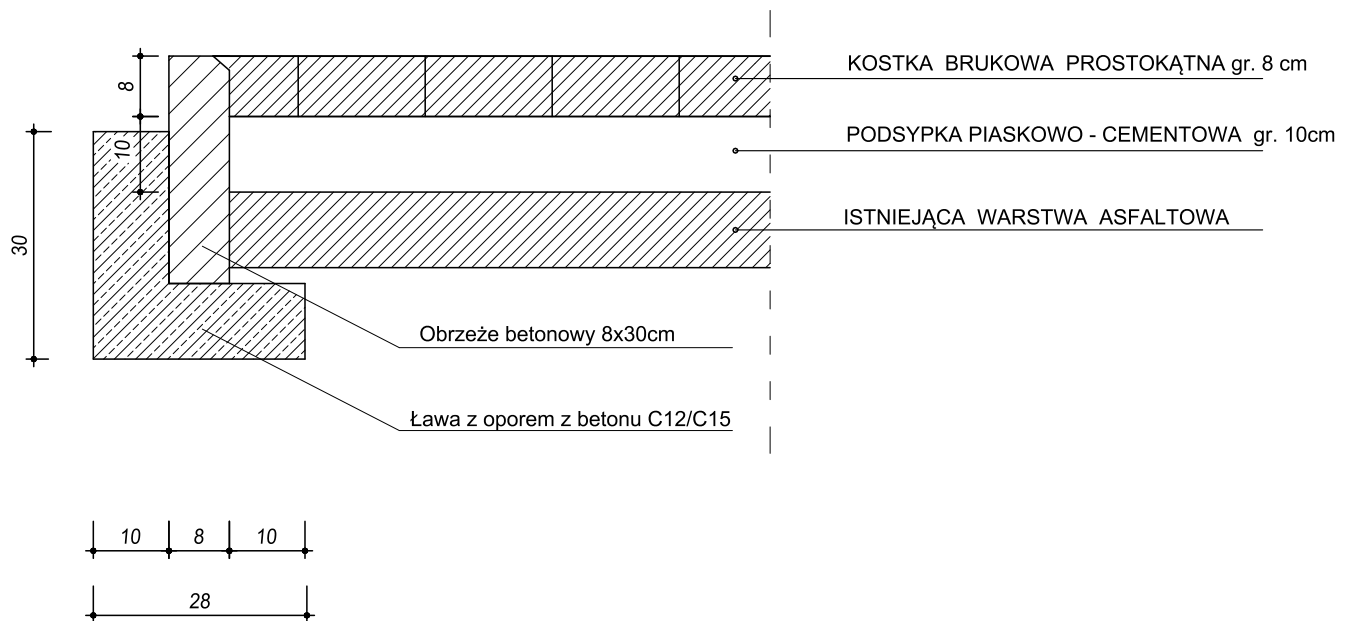 KOSTKA BRUKOWA PROSTOKĄTNA gr. 8 cm
8
PODSYPKA PIASKOWO - CEMENTOWA gr. 10cm
10
ISTNIEJĄCA WARSTWA ASFALTOWA
30
Obrzeże betonowy 8x30cm
Ława z oporem z betonu C12/C15
10 8 10
28